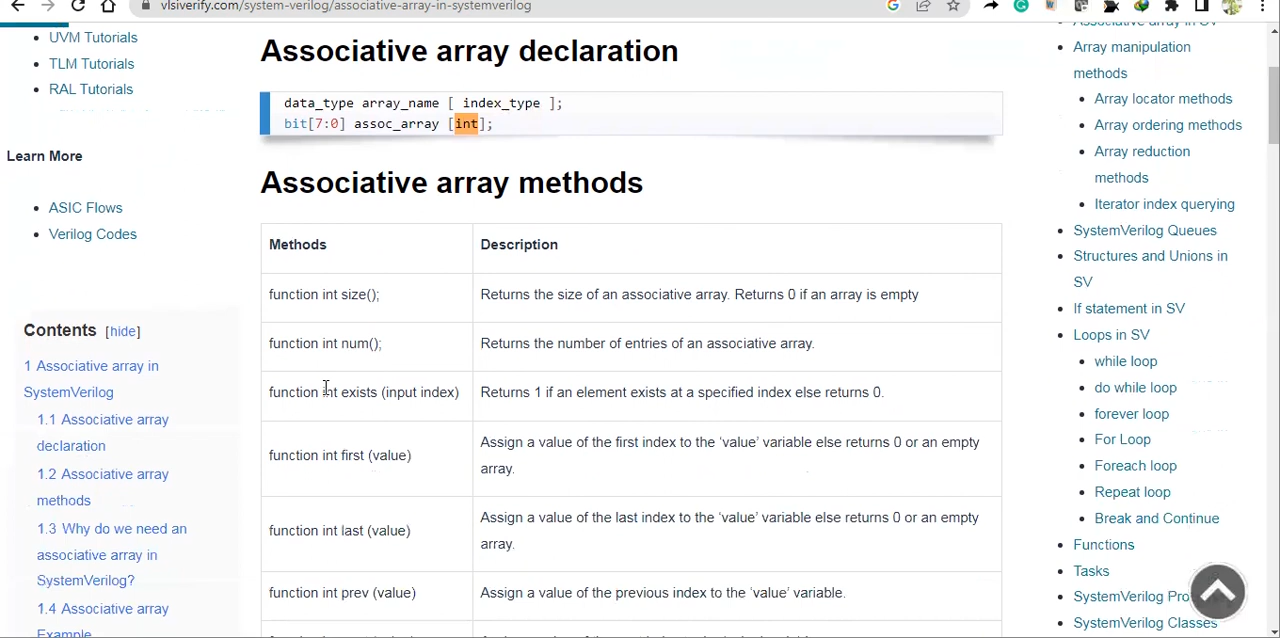 vlsiverify.com/system-verilog/associative-array-in-systemverilog
UVM Tutorials
TLM Tutorials
RAL Tutorials
Learn More
ASIC Flows
Verilog Codes
Contents [hide]
1 Associative array in
SystemVerilog
1.1 Associative array
declaration
1.2 Associative array
methods
1.3 Why do we need an
associative array in
SystemVerilog?
1.4 Associative array
Example
Associative array declaration
data_type array_name [ index_type ];
bit[7:0] assoc_array [int];
Associative array methods
Methods Description
function int size(); Returns the size of an associative array. Returns 0 if an array is empty
function int num(); Returns the number of entries of an associative array.
function int exists (input index) Returns 1 if an element exists at a specified index else returns 0.
function int first (value) Assign a value of the first index to the ‘value’ variable else returns 0 or an empty
array.
function int last (value) Assign a value of the last index to the ‘value’ variable else returns 0 or an empty
array.
function int prev (value) Assign a value of the previous index to the ‘value’ variable.
Associative array in SV
Array manipulation
methods
Array locator methods
Array ordering methods
Array reduction
methods
Iterator index querying
SystemVerilog Queues
Structures and Unions in
SV
If statement in SV
Loops in SV
while loop
do while loop
forever loop
For Loop
Foreach loop
Repeat loop
Break and Continue
Functions
Tasks
SystemVerilog Pro
SystemVerilog Classes